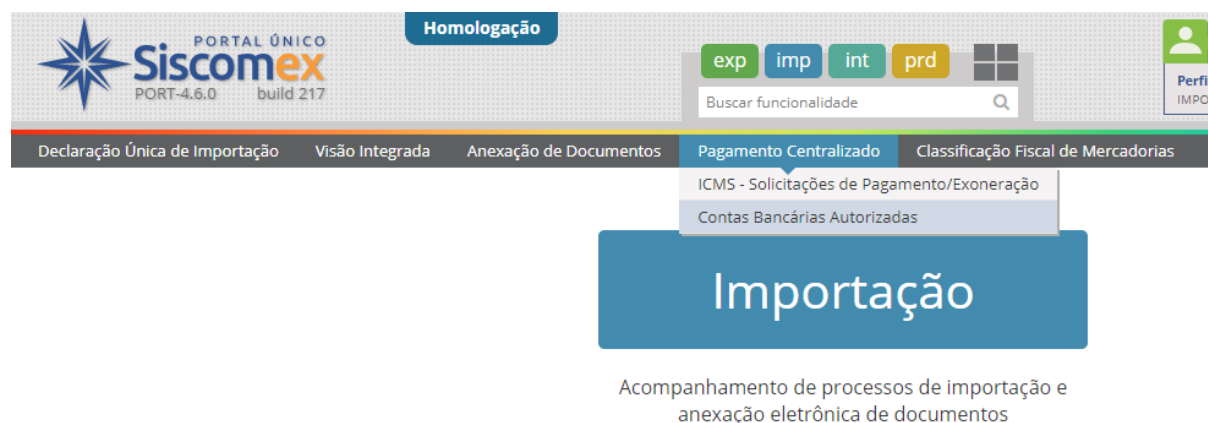 PORTAL ÚNICO
Siscomex
PORT-4.6.0 build 217
Homologação
exp imp int prd
Buscar funcionalidade
IMPO
Declaração Única de Importação Visão Integrada Anexação de Documentos Pagamento Centralizado Classificação Fiscal de Mercadorias
ICMS - Solicitações de Pagamento/Exoneração
Contas Bancárias Autorizadas
Importação
Acompanhamento de processos de importação e
anexação eletrônica de documentos